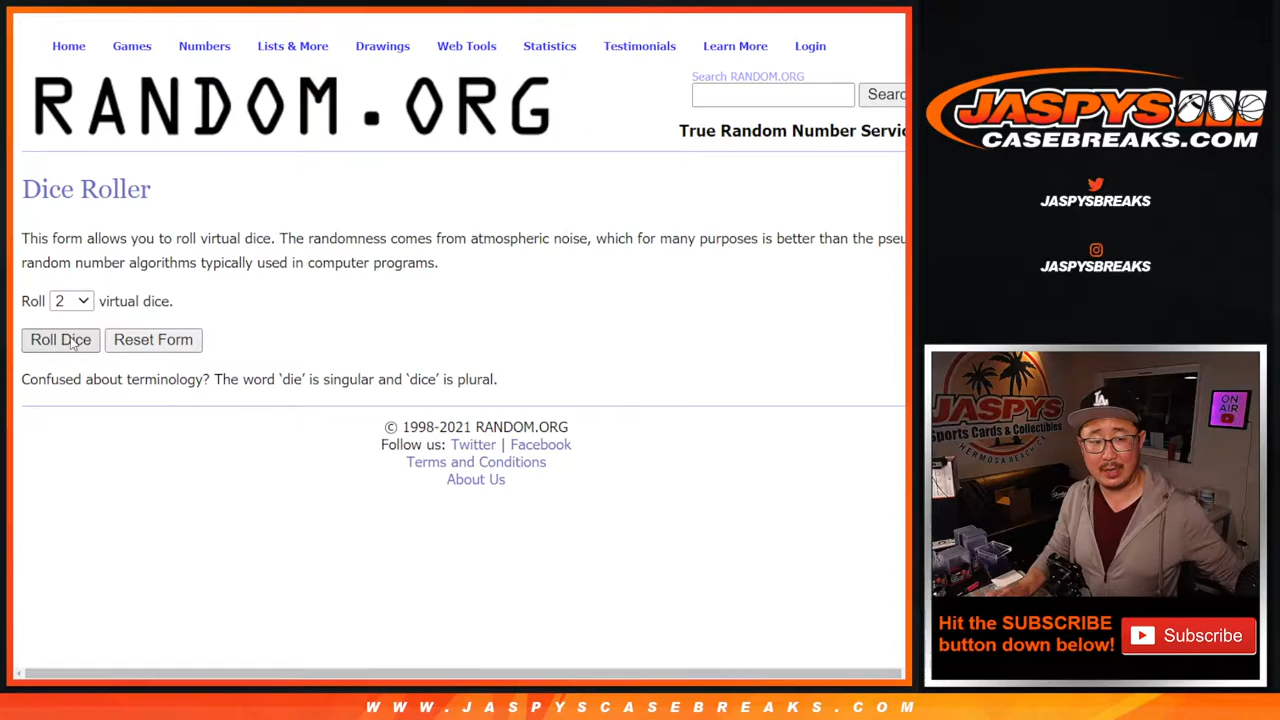 Home Games Numbers Lists & More Drawings Web Tools Statistics Testimonials Learn More Login
RANDOM.ORG
Search RANDOM.ORG
Searc
True Random Number Servic
Dice Roller
This form allows you to roll virtual dice. The randomness comes from atmospheric noise, which for many purposes is better than the pseu
random number algorithms typically used in computer programs.
Roll 2 virtual dice.
Roll Dice Reset Form
Confused about terminology? The word ‘die’ is singular and ‘dice’ is plural.
© 1998-2021 RANDOM.ORG
Follow us: Twitter | Facebook
Terms and Conditions
About Us
JASPYS
CASEBREAKS.COM
JASPYSBREAKS
JASPYSBREAKS
JASPYS
Sports Cards & Collectibles
HERMOSA BEACH, CA
ON
AIR
LA
Hit the SUBSCRIBE
button down below!
Subscribe
WWW.JASPYSCASEBREAKS.COM